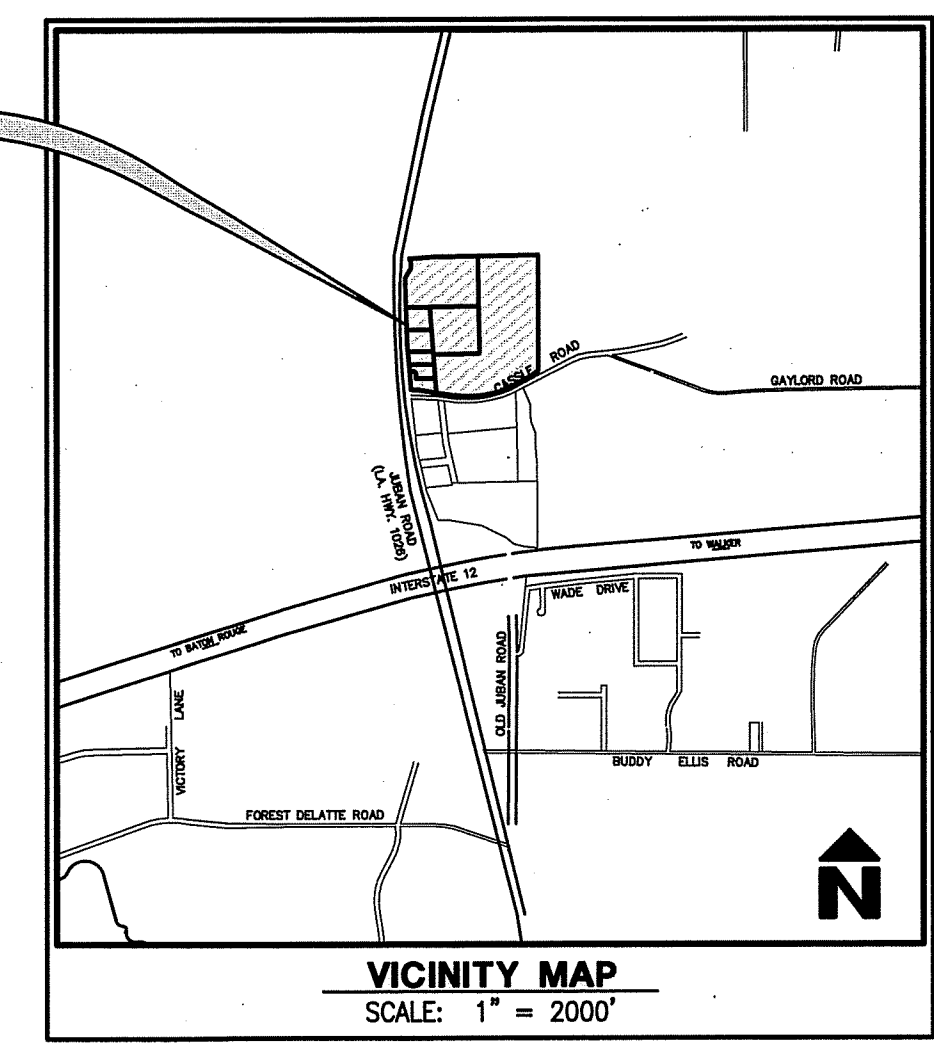 CASSLE ROAD
GAYLORD ROAD
JUBAN ROAD
(LA. HWY. 1026)
TO WALKER
INTERSTATE 12
WADE DRIVE
TO BATON ROUGE
OLD JUBAN ROAD
VICTORY LANE
BUDDY ELLIS ROAD
FOREST DELATTE ROAD
N
VICINITY MAP
SCALE: 1" = 2000'